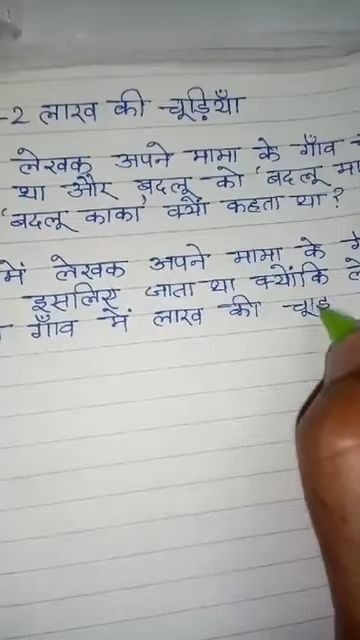 -2 लाख की चूड़ियाँ
लेखक अपने मामा के गाँव
था और बदलू को 'बदलू मा
'बदलू काका' क्यों कहता था?
में लेखक अपने मामा के
इसलिए जाता था क्योंकि ले
गाँव में लाख की चूड़